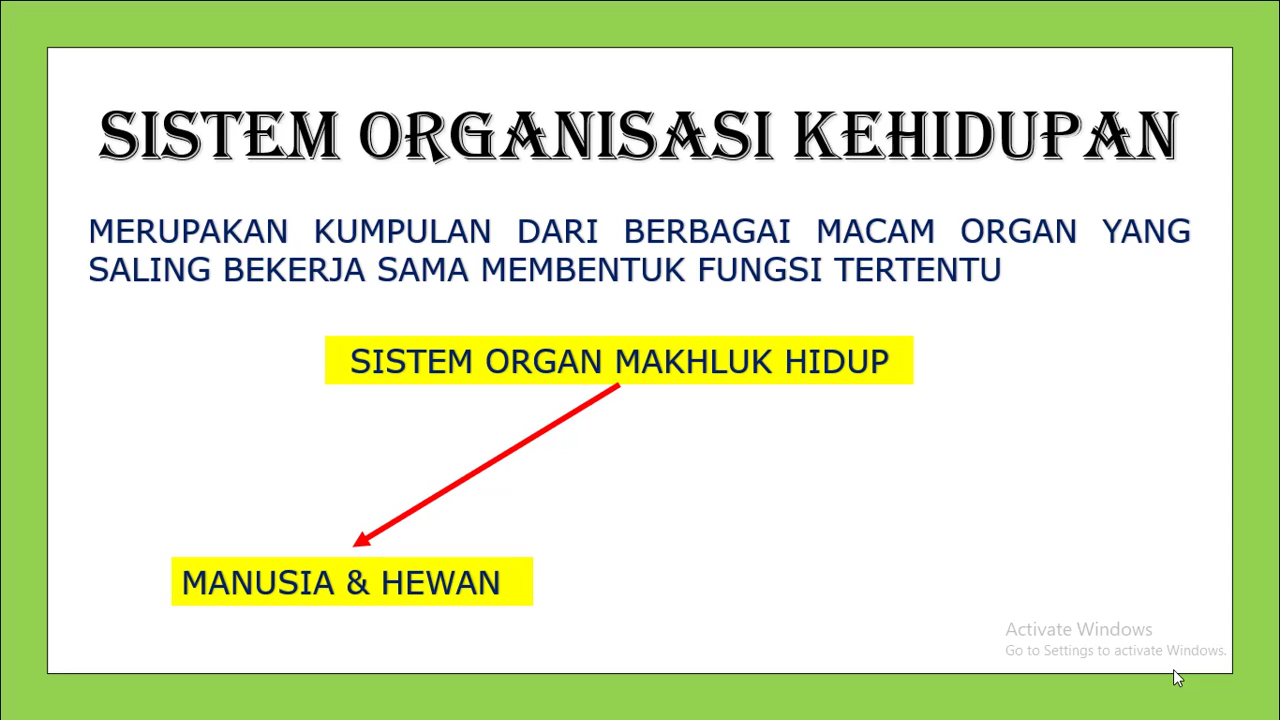 SISTEM ORGANISASI KEHIDUPAN
MERUPAKAN KUMPULAN DARI BERBAGAI MACAM ORGAN YANG
SALING BEKERJA SAMA MEMBENTUK FUNGSI TERTENTU
SISTEM ORGAN MAKHLUK HIDUP
MANUSIA & HEWAN
Activate Windows
Go to Settings to activate Windows.